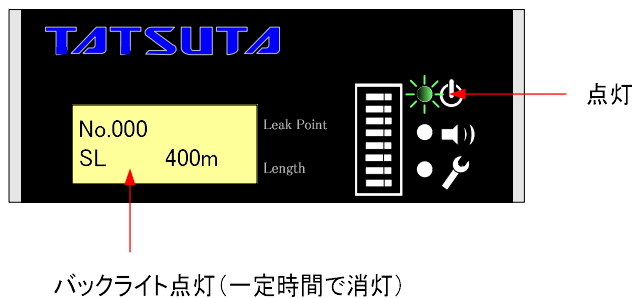 TATSUTA
点灯
No.000
Leak Point
SL 400m
Length
バックライト点灯(一定時間で消灯)